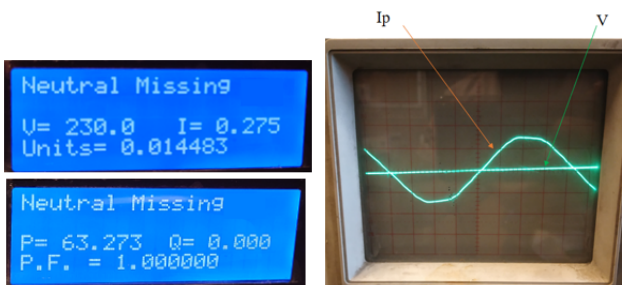 Neutral Missing
V= 230.0 I= 0.275
Units= 0.014483
Neutral Missing
P= 63.273 Q= 0.000
P.F. = 1.000000
Ip
V